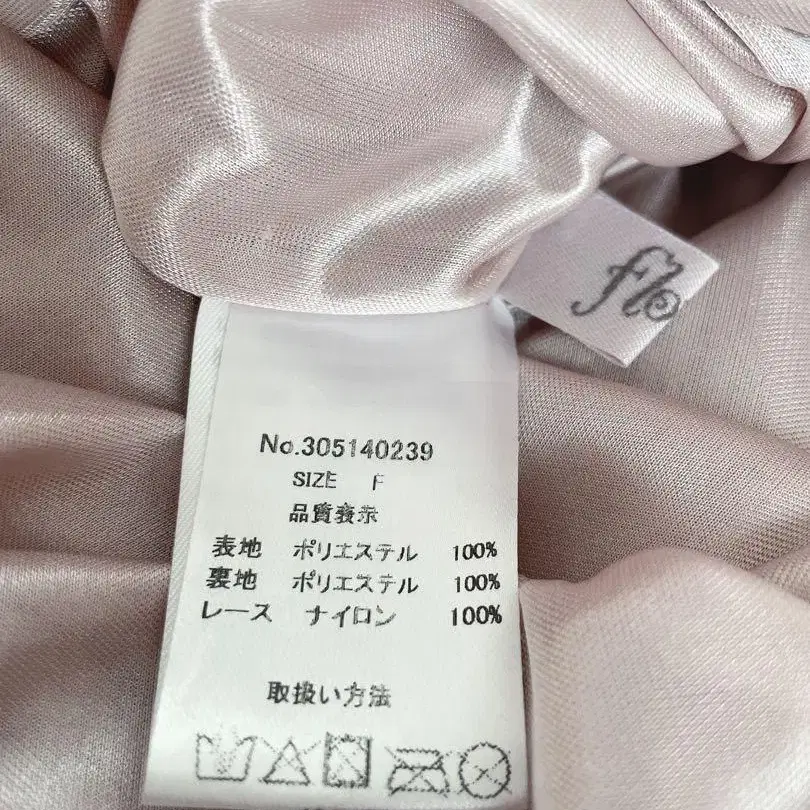 No.305140239
SIZE F
品質表示
表地 ポリエステル 100%
裏地 ポリエステル 100%
レース ナイロン 100%
取扱い方法